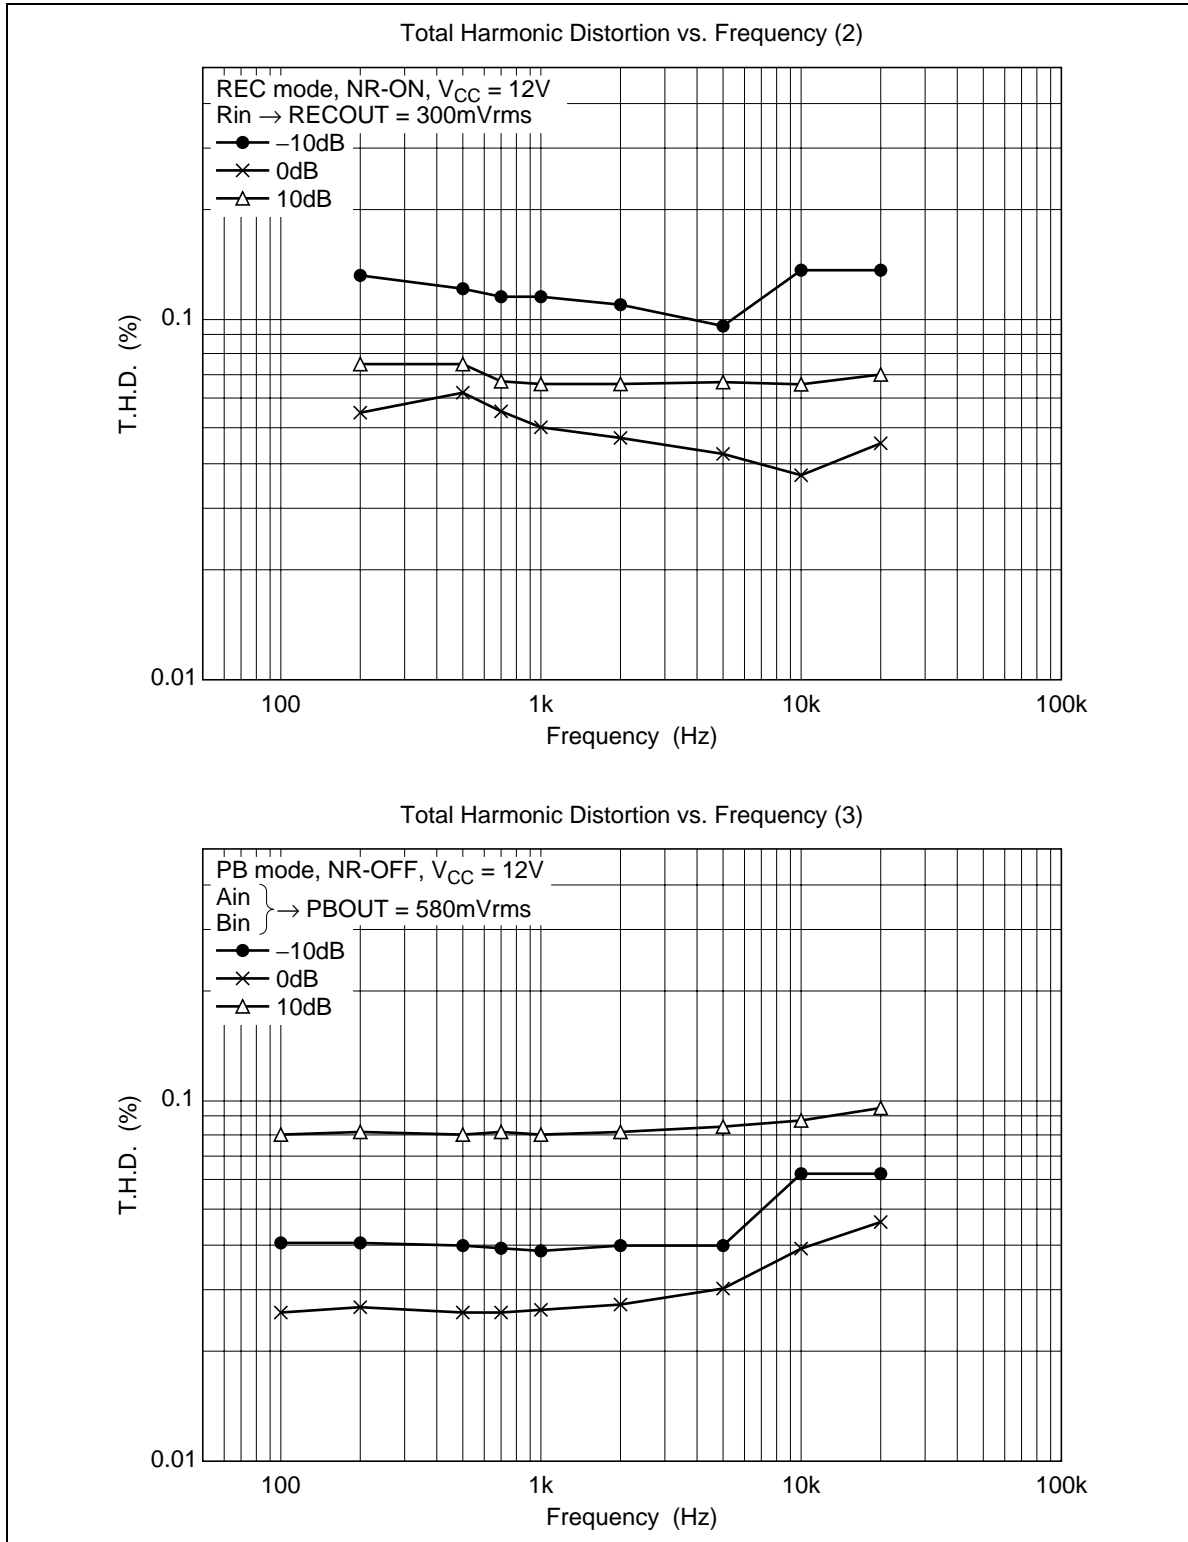 Total Harmonic Distortion vs. Frequency (2)
REC mode, NR-ON, VCC = 12V
Rin → RECOUT = 300mVrms
−10dB
0dB
10dB
T.H.D. (%)
0.1
0.01
100 1k 10k 100k
Frequency (Hz)
Total Harmonic Distortion vs. Frequency (3)
PB mode, NR-OFF, VCC = 12V
Ain
Bin
→ PBOUT = 580mVrms
−10dB
0dB
10dB
T.H.D. (%)
0.1
0.01
100 1k 10k 100k
Frequency (Hz)